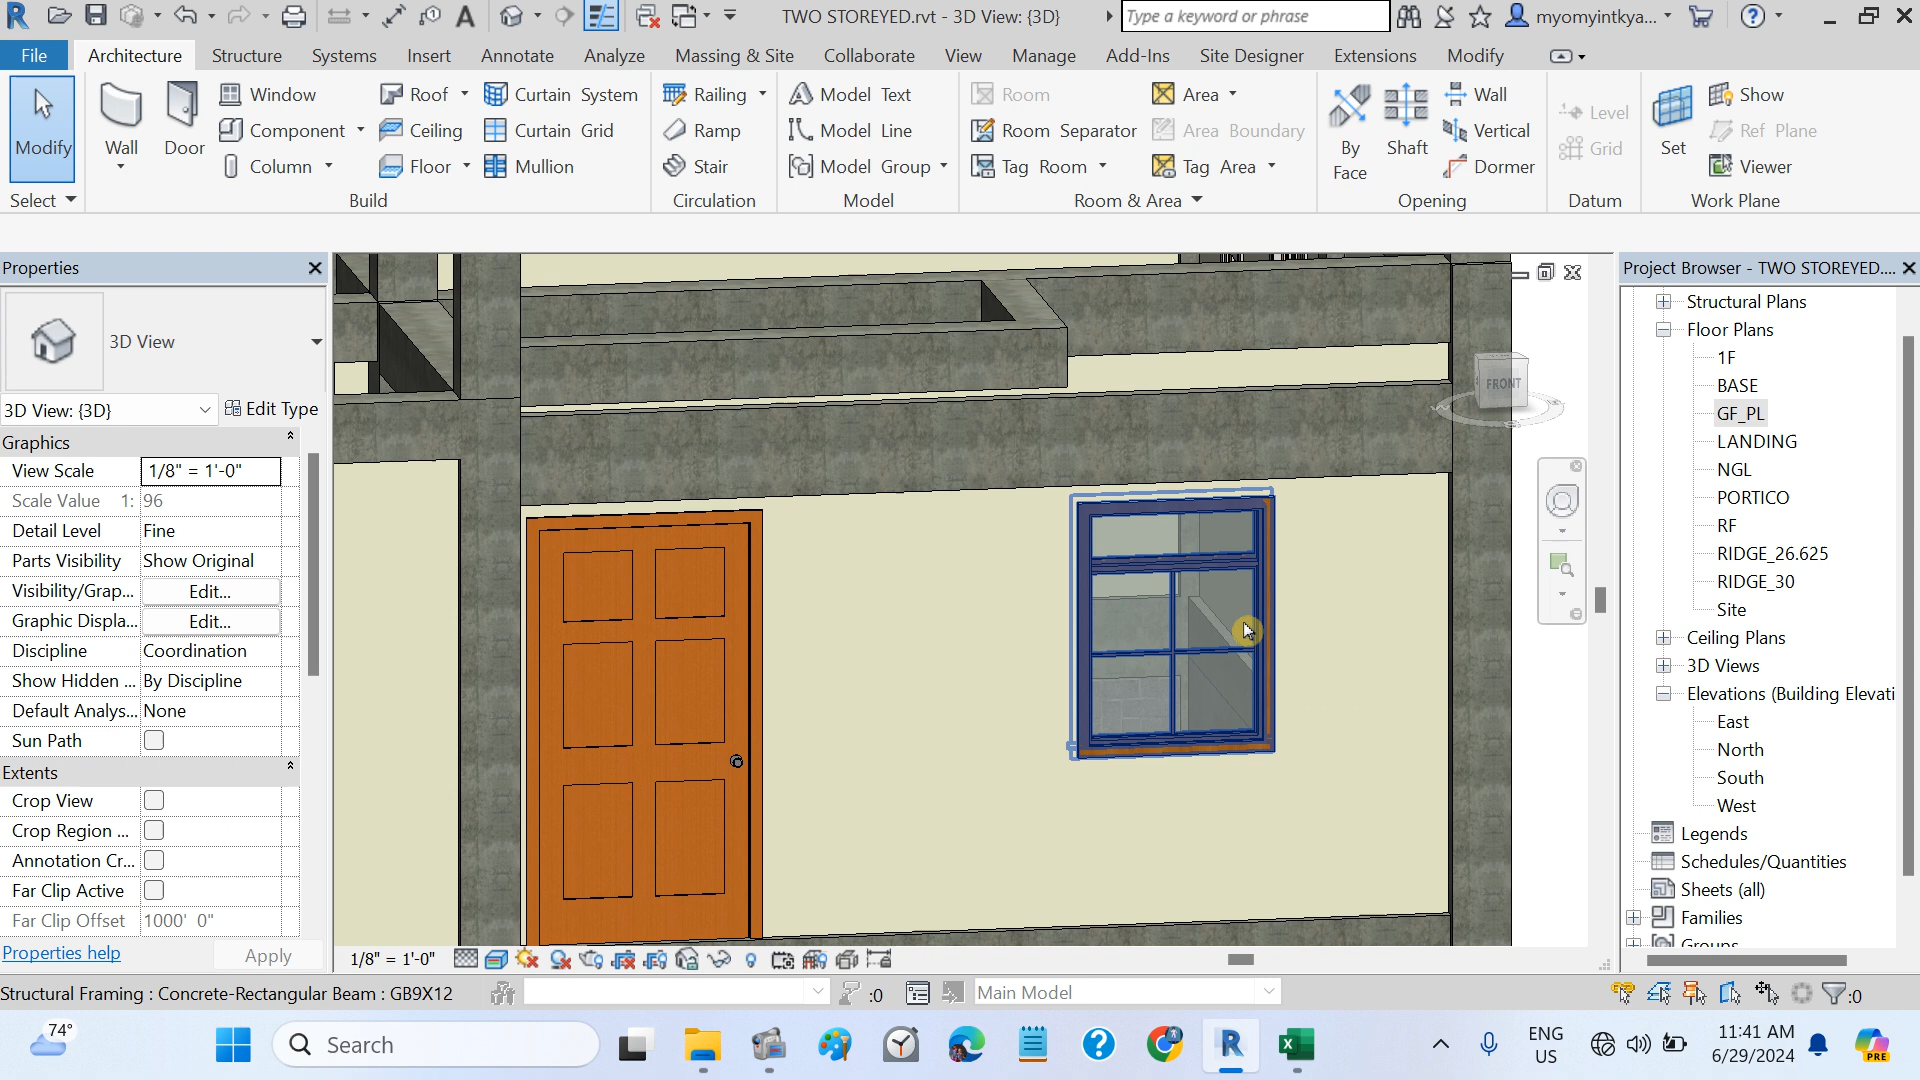 TWO STOREYED.rvt - 3D View: {3D}
Type a keyword or phrase
myomyintkya...
File
Architecture
Structure
Systems
Insert
Annotate
Analyze
Massing & Site
Collaborate
View
Manage
Add-Ins
Site Designer
Extensions
Modify
Modify
Wall
Door
Window
Component
Column
Roof
Ceiling
Floor
Curtain System
Curtain Grid
Mullion
Railing
Ramp
Stair
Model Text
Model Line
Model Group
Room
Room Separator
Tag Room
Area
Area Boundary
Tag Area
By
Face
Shaft
Wall
Vertical
Dormer
Level
Grid
Set
Show
Ref Plane
Viewer
Select
Build
Circulation
Model
Room & Area
Opening
Datum
Work Plane
Properties
3D View
3D View: {3D}
Edit Type
Graphics
View Scale 1/8" = 1'-0"
Scale Value 1: 96
Detail Level Fine
Parts Visibility Show Original
Visibility/Grap... Edit...
Graphic Displa... Edit...
Discipline Coordination
Show Hidden ... By Discipline
Default Analys... None
Sun Path
Extents
Crop View
Crop Region ...
Annotation Cr...
Far Clip Active
Far Clip Offset 1000' 0"
Properties help
Apply
FRONT
Project Browser - TWO STOREYED....
Structural Plans
Floor Plans
1F
BASE
GF_PL
LANDING
NGL
PORTICO
RF
RIDGE_26.625
RIDGE_30
Site
Ceiling Plans
3D Views
Elevations (Building Elevati
East
North
South
West
Legends
Schedules/Quantities
Sheets (all)
Families
Groups
1/8" = 1'-0"
Structural Framing : Concrete-Rectangular Beam : GB9X12
:0
Main Model
:0
74°
Search
ENG
US
11:41 AM
6/29/2024
PRE